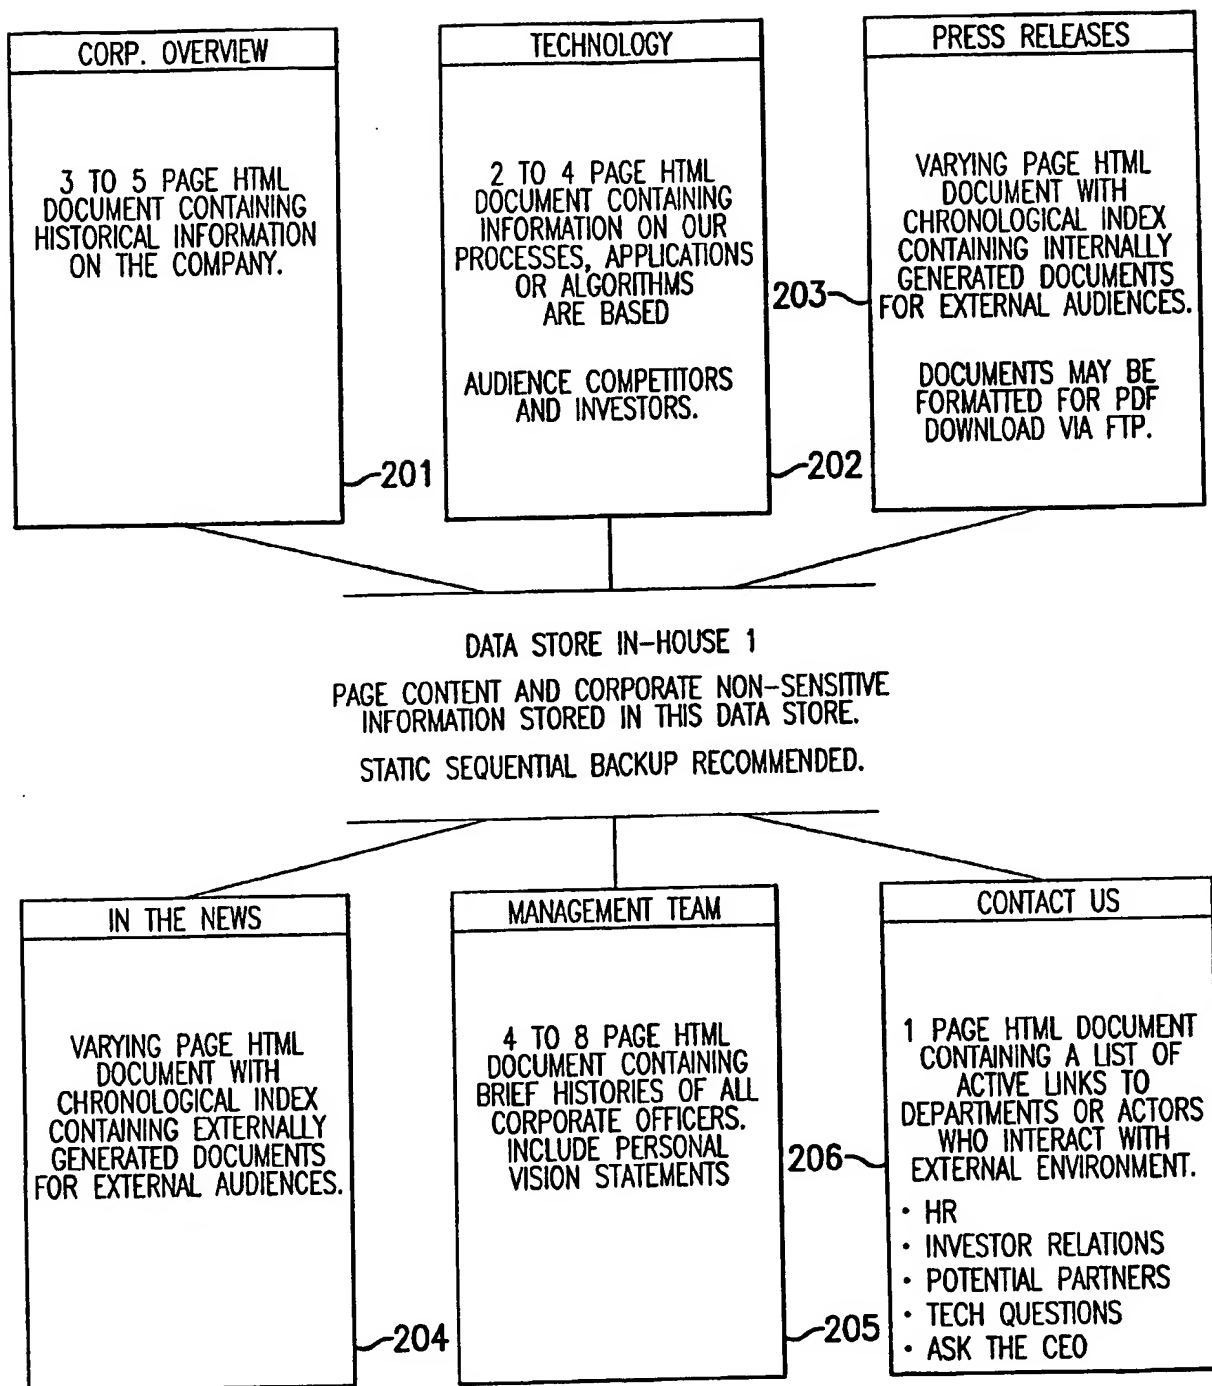 CORP. OVERVIEW
3 TO 5 PAGE HTML
DOCUMENT CONTAINING
HISTORICAL INFORMATION
ON THE COMPANY.
201
TECHNOLOGY
2 TO 4 PAGE HTML
DOCUMENT CONTAINING
INFORMATION ON OUR
PROCESSES, APPLICATIONS
OR ALGORITHMS
ARE BASED
AUDIENCE COMPETITORS
AND INVESTORS.
202
PRESS RELEASES
VARYING PAGE HTML
DOCUMENT WITH
CHRONOLOGICAL INDEX
CONTAINING INTERNALLY
GENERATED DOCUMENTS
FOR EXTERNAL AUDIENCES.
DOCUMENTS MAY BE
FORMATTED FOR PDF
DOWNLOAD VIA FTP.
203
DATA STORE IN-HOUSE 1
PAGE CONTENT AND CORPORATE NON-SENSITIVE
INFORMATION STORED IN THIS DATA STORE.
STATIC SEQUENTIAL BACKUP RECOMMENDED.
IN THE NEWS
VARYING PAGE HTML
DOCUMENT WITH
CHRONOLOGICAL INDEX
CONTAINING EXTERNALLY
GENERATED DOCUMENTS
FOR EXTERNAL AUDIENCES.
204
MANAGEMENT TEAM
4 TO 8 PAGE HTML
DOCUMENT CONTAINING
BRIEF HISTORIES OF ALL
CORPORATE OFFICERS.
INCLUDE PERSONAL
VISION STATEMENTS
205
CONTACT US
1 PAGE HTML DOCUMENT
CONTAINING A LIST OF
ACTIVE LINKS TO
DEPARTMENTS OR ACTORS
WHO INTERACT WITH
EXTERNAL ENVIRONMENT.
• HR
• INVESTOR RELATIONS
• POTENTIAL PARTNERS
• TECH QUESTIONS
• ASK THE CEO
206